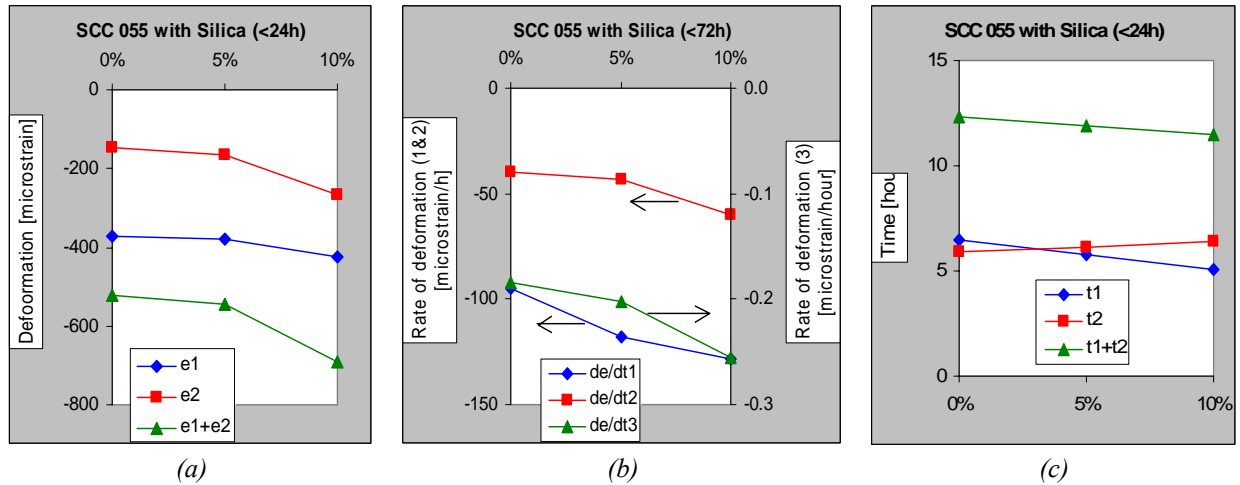 SCC 055 with Silica (<24h)
0% 5% 10%
0
-200
-400
-600
-800
Deformation [microstrain]
e1
e2
e1+e2
(a)
SCC 055 with Silica (<72h)
0% 5% 10%
0
-50
-100
-150
Rate of deformation (1&2)
[microstrain/h]
0.0
-0.1
-0.2
-0.3
Rate of deformation (3)
[microstrain/hour]
de/dt1
de/dt2
de/dt3
(b)
SCC 055 with Silica (<24h)
15
10
5
0
Time [hou
0% 5% 10%
t1
t2
t1+t2
(c)